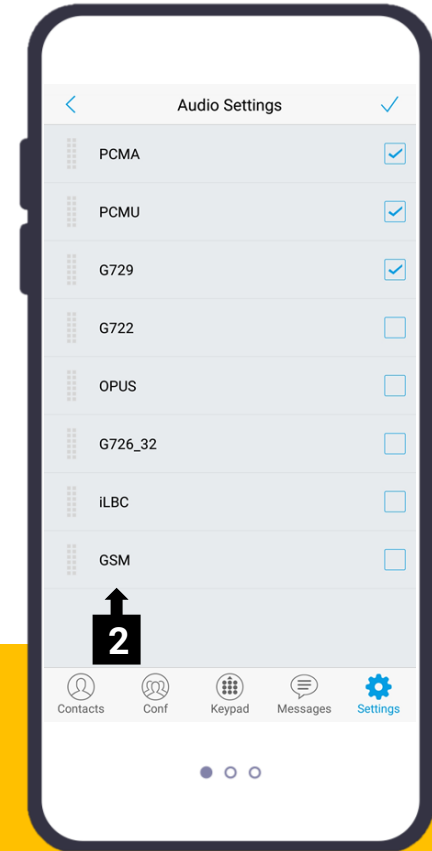 Audio Settings
PCMA
PCMU
G729
G722
OPUS
G726_32
iLBC
GSM
2
Contacts Conf Keypad Messages Settings